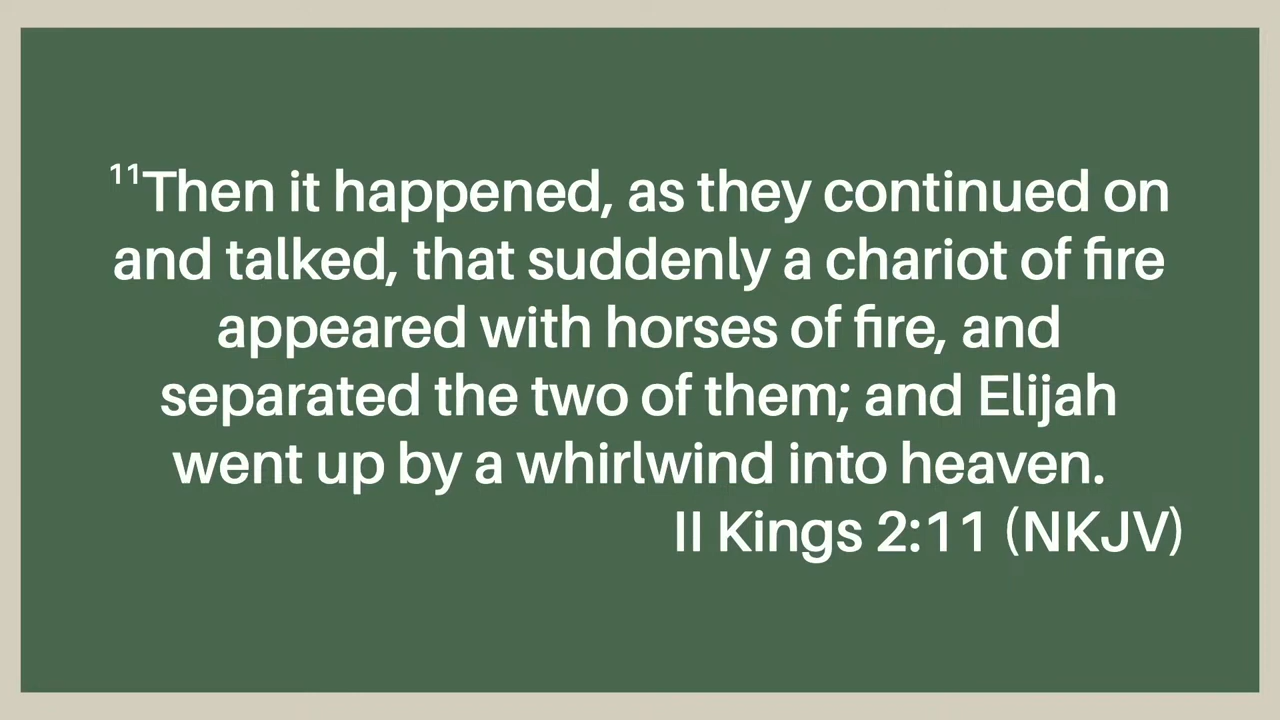 ¹¹Then it happened, as they continued on
and talked, that suddenly a chariot of fire
appeared with horses of fire, and
separated the two of them; and Elijah
went up by a whirlwind into heaven.
II Kings 2:11 (NKJV)